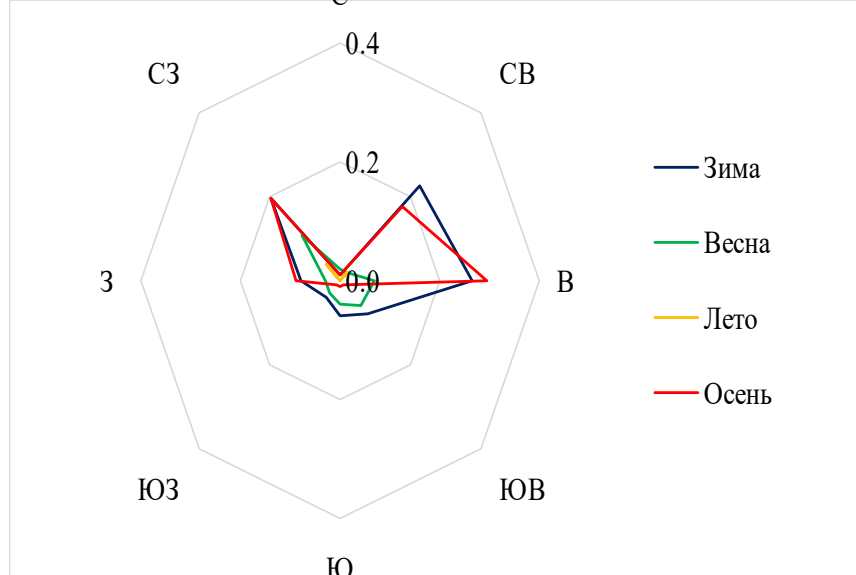 0.4
СЗ
СВ
0.2
Зима
Весна
З
0.0
В
Лето
Осень
ЮЗ
ЮВ
Ю